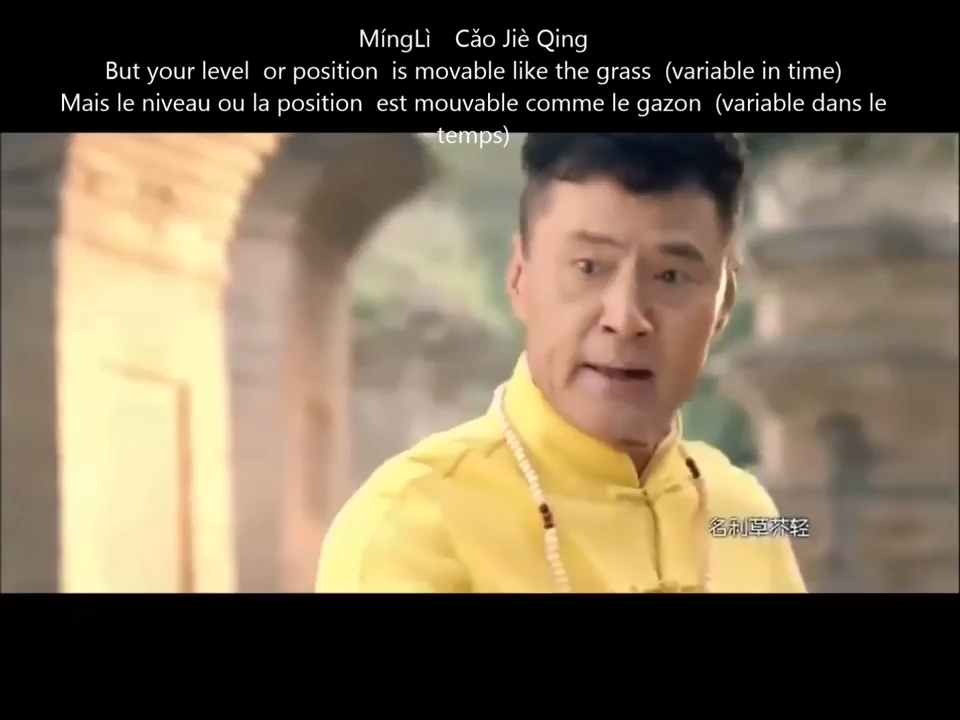 MíngLì Cǎo Jiè Qing
But your level or position is movable like the grass (variable in time)
Mais le niveau ou la position est mouvable comme le gazon (variable dans le
temps)
名利草芥轻